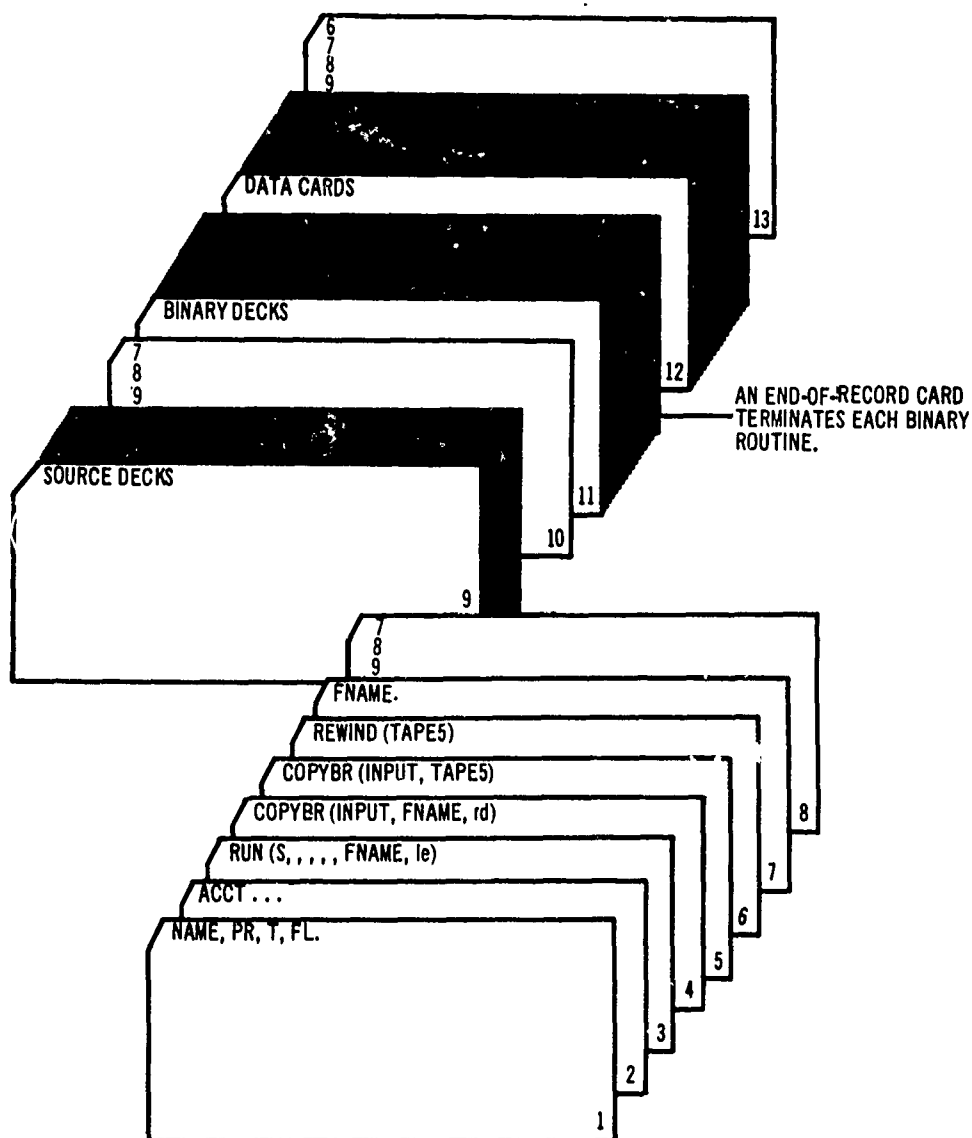 6
7
8
9
DATA CARDS
13
BINARY DECKS
12
7
8
9
AN END-OF-RECORD CARD
TERMINATES EACH BINARY
ROUTINE.
SOURCE DECKS
11
10
9
7
8
9
FNAME.
REWIND (TAPE5)
COPYBR (INPUT, TAPE5)
COPYBR (INPUT, FNAME, rd)
RUN (S, , , , , FNAME, le)
ACCT . . .
NAME, PR, T, FL.
8
7
6
5
4
3
2
1